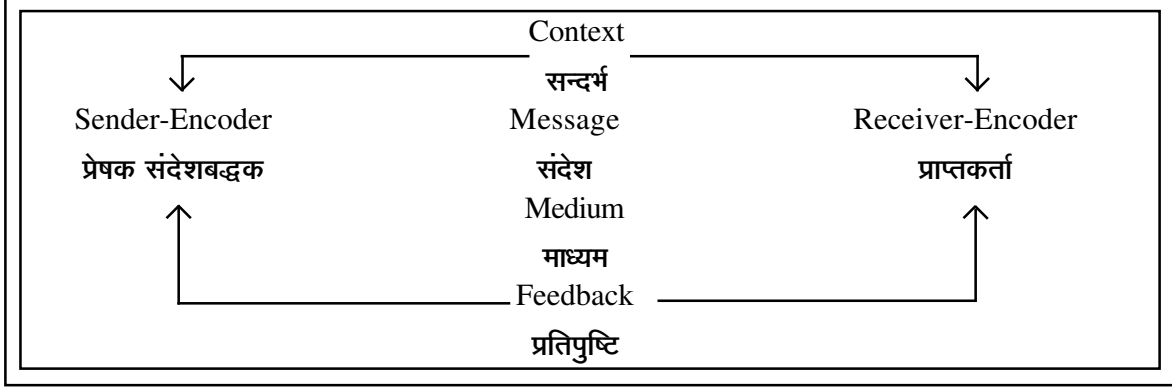 Context
सन्दर्भ
Sender-Encoder Message Receiver-Encoder
प्रेषक संदेशबद्धक संदेश प्राप्तकर्ता
Medium
माध्यम
Feedback
प्रतिपुष्टि